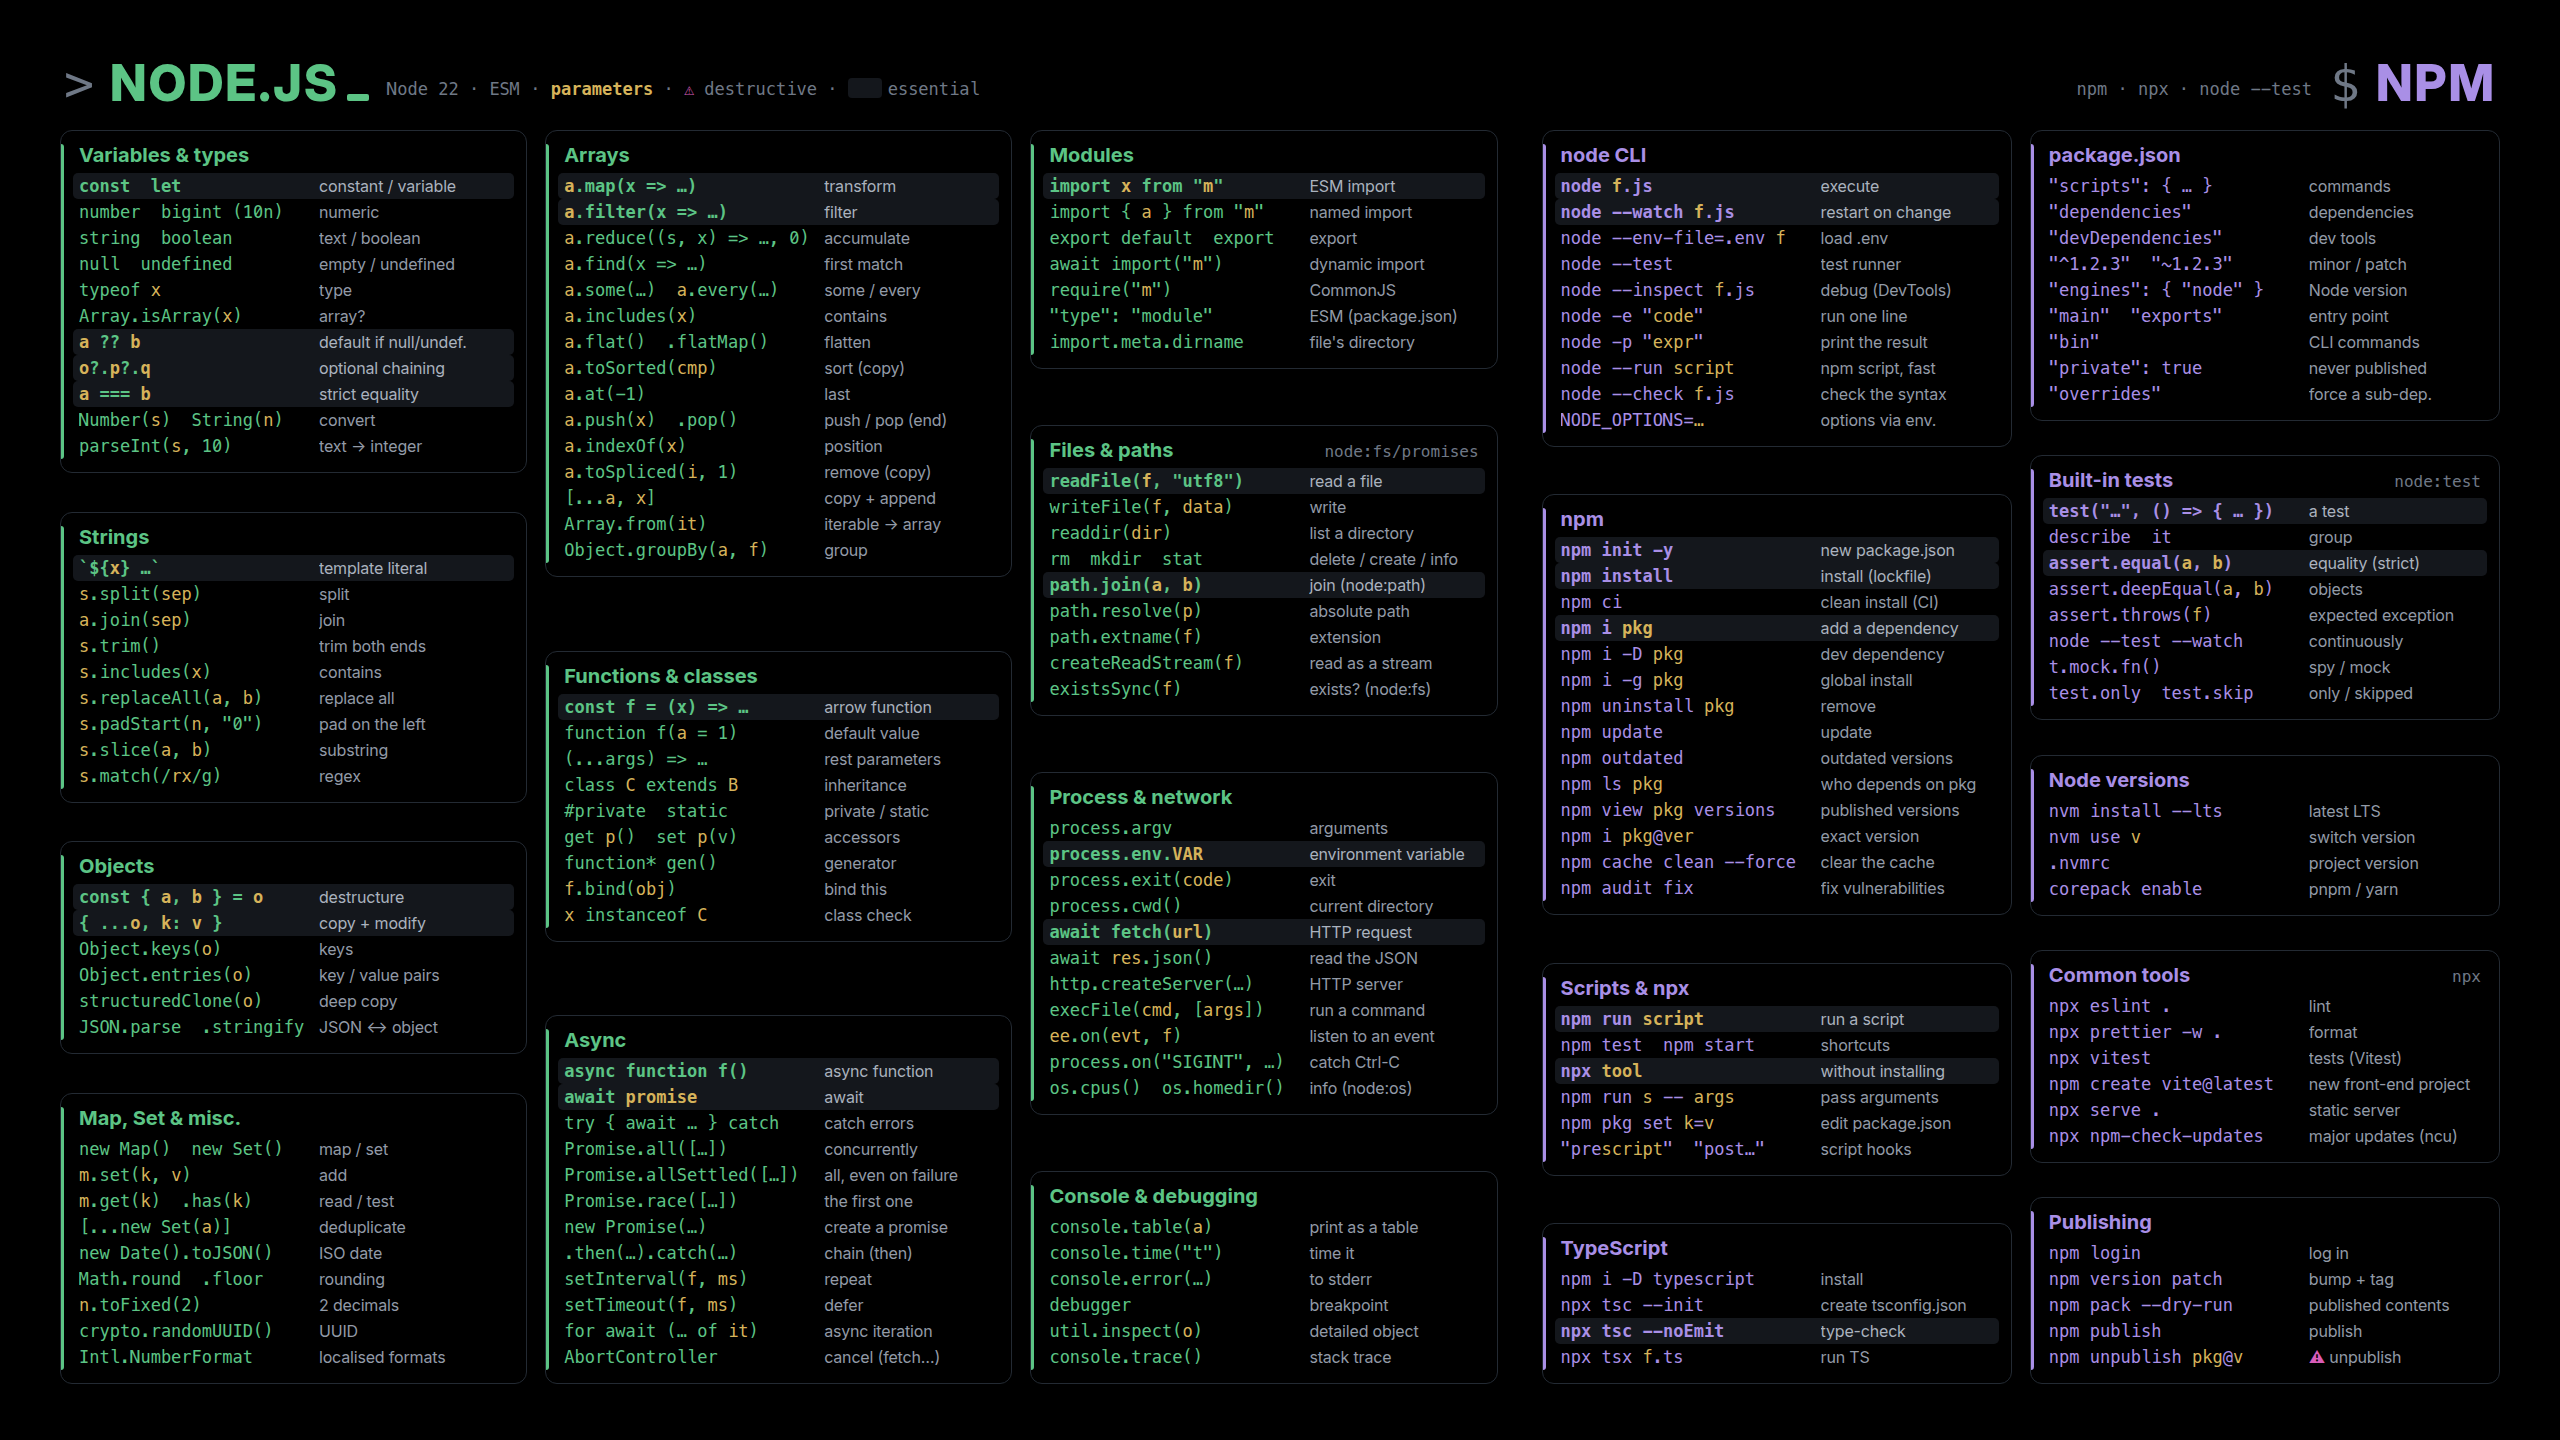 > NODE.JS_ Node 22 · ESM · parameters · ⚠ destructive · essential
npm · npx · node --test $ NPM
Variables & types
const let constant / variable
number bigint (10n) numeric
string boolean text / boolean
null undefined empty / undefined
typeof x type
Array.isArray(x) array?
a ?? b default if null/undef.
o?.p?.q optional chaining
a === b strict equality
Number(s) String(n) convert
parseInt(s, 10) text → integer
Strings
`${x} …` template literal
s.split(sep) split
a.join(sep) join
s.trim() trim both ends
s.includes(x) contains
s.replaceAll(a, b) replace all
s.padStart(n, "0") pad on the left
s.slice(a, b) substring
s.match(/rx/g) regex
Objects
const { a, b } = o destructure
{ ...o, k: v } copy + modify
Object.keys(o) keys
Object.entries(o) key / value pairs
structuredClone(o) deep copy
JSON.parse .stringify JSON ↔ object
Map, Set & misc.
new Map() new Set() map / set
m.set(k, v) add
m.get(k) .has(k) read / test
[...new Set(a)] deduplicate
new Date().toJSON() ISO date
Math.round .floor rounding
n.toFixed(2) 2 decimals
crypto.randomUUID() UUID
Intl.NumberFormat localised formats
Arrays
a.map(x => …) transform
a.filter(x => …) filter
a.reduce((s, x) => …, 0) accumulate
a.find(x => …) first match
a.some(…) a.every(…) some / every
a.includes(x) contains
a.flat() .flatMap() flatten
a.toSorted(cmp) sort (copy)
a.at(-1) last
a.push(x) .pop() push / pop (end)
a.indexOf(x) position
a.toSpliced(i, 1) remove (copy)
[...a, x] copy + append
Array.from(it) iterable → array
Object.groupBy(a, f) group
Functions & classes
const f = (x) => … arrow function
function f(a = 1) default value
(...args) => … rest parameters
class C extends B inheritance
#private static private / static
get p() set p(v) accessors
function* gen() generator
f.bind(obj) bind this
x instanceof C class check
Async
async function f() async function
await promise await
try { await … } catch catch errors
Promise.all([…]) concurrently
Promise.allSettled([…]) all, even on failure
Promise.race([…]) the first one
new Promise(…) create a promise
.then(…).catch(…) chain (then)
setInterval(f, ms) repeat
setTimeout(f, ms) defer
for await (… of it) async iteration
AbortController cancel (fetch…)
Modules
import x from "m" ESM import
import { a } from "m" named import
export default export export
await import("m") dynamic import
require("m") CommonJS
"type": "module" ESM (package.json)
import.meta.dirname file's directory
Files & paths node:fs/promises
readFile(f, "utf8") read a file
writeFile(f, data) write
readdir(dir) list a directory
rm mkdir stat delete / create / info
path.join(a, b) join (node:path)
path.resolve(p) absolute path
path.extname(f) extension
createReadStream(f) read as a stream
existsSync(f) exists? (node:fs)
Process & network
process.argv arguments
process.env.VAR environment variable
process.exit(code) exit
process.cwd() current directory
await fetch(url) HTTP request
await res.json() read the JSON
http.createServer(…) HTTP server
execFile(cmd, [args]) run a command
ee.on(evt, f) listen to an event
process.on("SIGINT", …) catch Ctrl-C
os.cpus() os.homedir() info (node:os)
Console & debugging
console.table(a) print as a table
console.time("t") time it
console.error(…) to stderr
debugger breakpoint
util.inspect(o) detailed object
console.trace() stack trace
node CLI
node f.js execute
node --watch f.js restart on change
node --env-file=.env f load .env
node --test test runner
node --inspect f.js debug (DevTools)
node -e "code" run one line
node -p "expr" print the result
node --run script npm script, fast
node --check f.js check the syntax
NODE_OPTIONS=… options via env.
npm
npm init -y new package.json
npm install install (lockfile)
npm ci clean install (CI)
npm i pkg add a dependency
npm i -D pkg dev dependency
npm i -g pkg global install
npm uninstall pkg remove
npm update update
npm outdated outdated versions
npm ls pkg who depends on pkg
npm view pkg versions published versions
npm i pkg@ver exact version
npm cache clean --force clear the cache
npm audit fix fix vulnerabilities
Scripts & npx
npm run script run a script
npm test npm start shortcuts
npx tool without installing
npm run s -- args pass arguments
npm pkg set k=v edit package.json
"prescript" "post…" script hooks
TypeScript
npm i -D typescript install
npx tsc --init create tsconfig.json
npx tsc --noEmit type-check
npx tsx f.ts run TS
package.json
"scripts": { … } commands
"dependencies" dependencies
"devDependencies" dev tools
"^1.2.3" "~1.2.3" minor / patch
"engines": { "node" } Node version
"main" "exports" entry point
"bin" CLI commands
"private": true never published
"overrides" force a sub-dep.
Built-in tests node:test
test("…", () => { … }) a test
describe it group
assert.equal(a, b) equality (strict)
assert.deepEqual(a, b) objects
assert.throws(f) expected exception
node --test --watch continuously
t.mock.fn() spy / mock
test.only test.skip only / skipped
Node versions
nvm install --lts latest LTS
nvm use v switch version
.nvmrc project version
corepack enable pnpm / yarn
Common tools npx
npx eslint . lint
npx prettier -w . format
npx vitest tests (Vitest)
npm create vite@latest new front-end project
npx serve . static server
npx npm-check-updates major updates (ncu)
Publishing
npm login log in
npm version patch bump + tag
npm pack --dry-run published contents
npm publish publish
npm unpublish pkg@v ⚠ unpublish